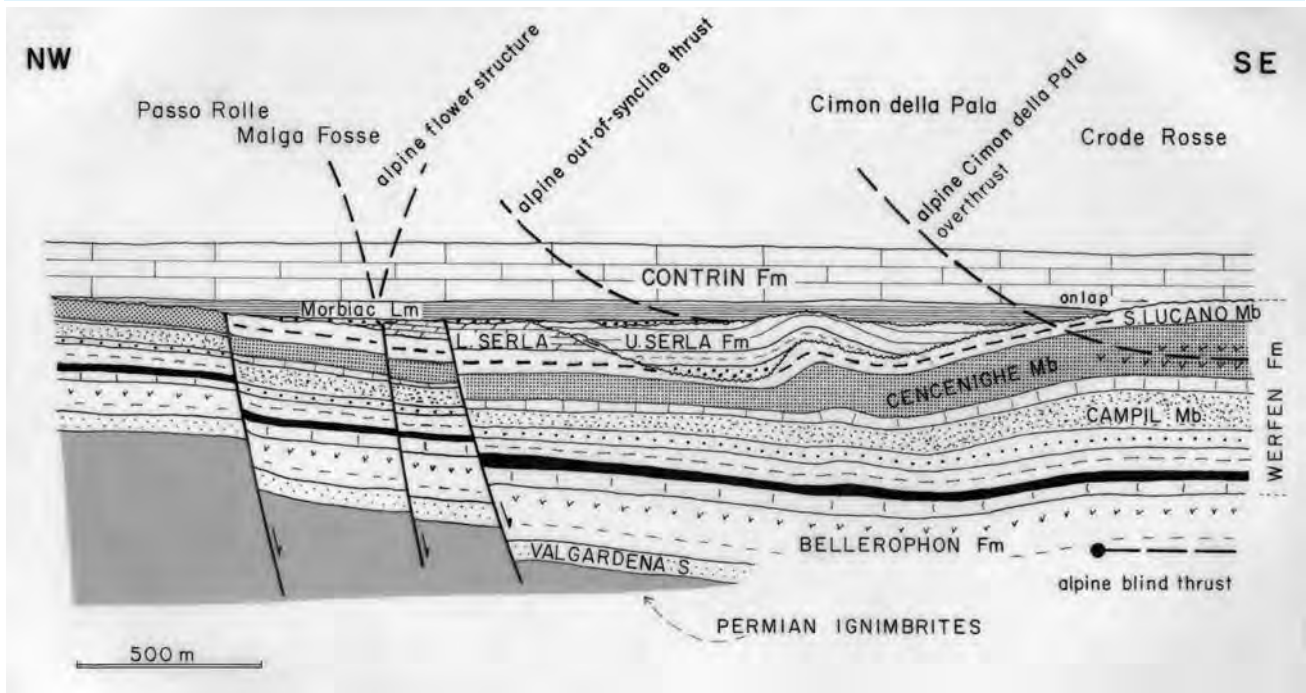 NW
SE
Passo Rolle
Malga Fosse
alpine flower structure
alpine out-of-syncline thrust
Cimon della Pala
alpine Cimon della Pala
overthrust
Crode Rosse
CONTRIN Fm
Morbiac Lm
onlap
S. LUCANO Mb
L. SERLA
U. SERLA Fm
CENCENIGHE Mb
CAMPIL Mb
WERFEN Fm
BELLEROPHON Fm
VALGARDENA S.
alpine blind thrust
PERMIAN IGNIMBRITES
500 m